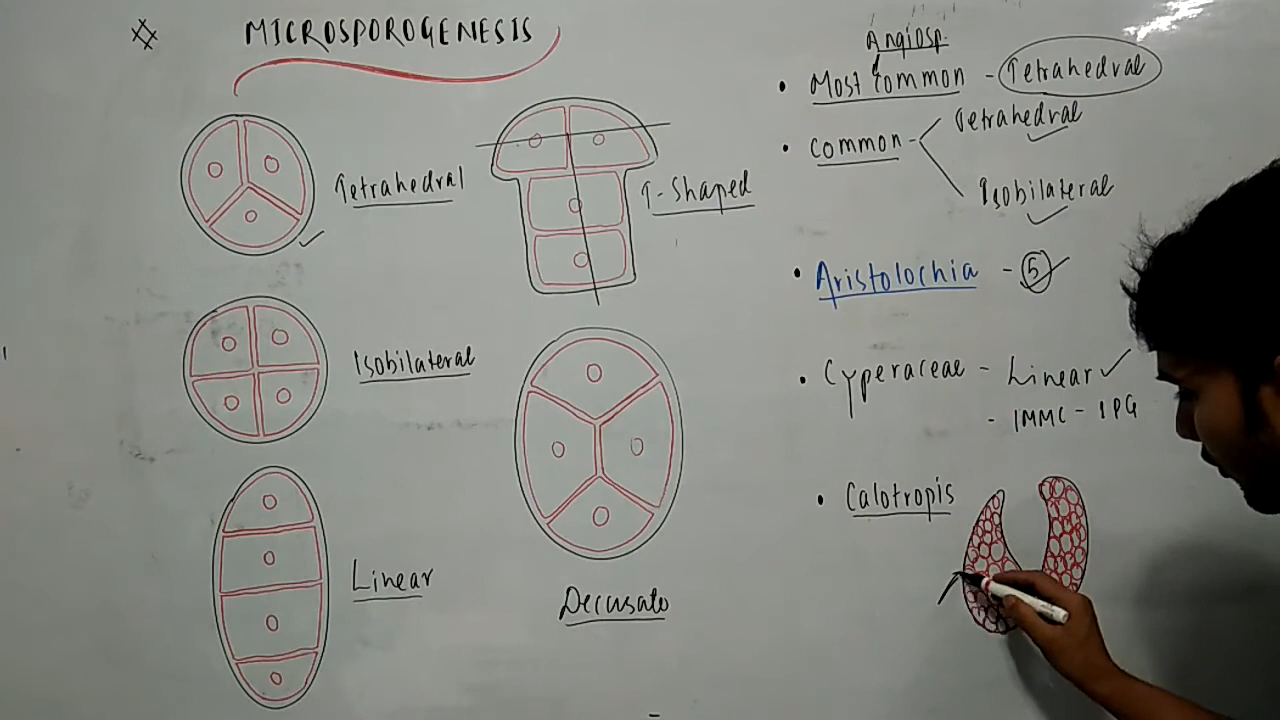 MICROSPOROGENESIS
Tetrahedral
T-Shaped
Isobilateral
Linear
Decusate
Angiosp.
• Most Common - Tetrahedral
• Common - Tetrahedral
Isobilateral
• Aristolochia - 5
• Cyperaceae - Linear
- 1MMC - 1PG
• Calotropis